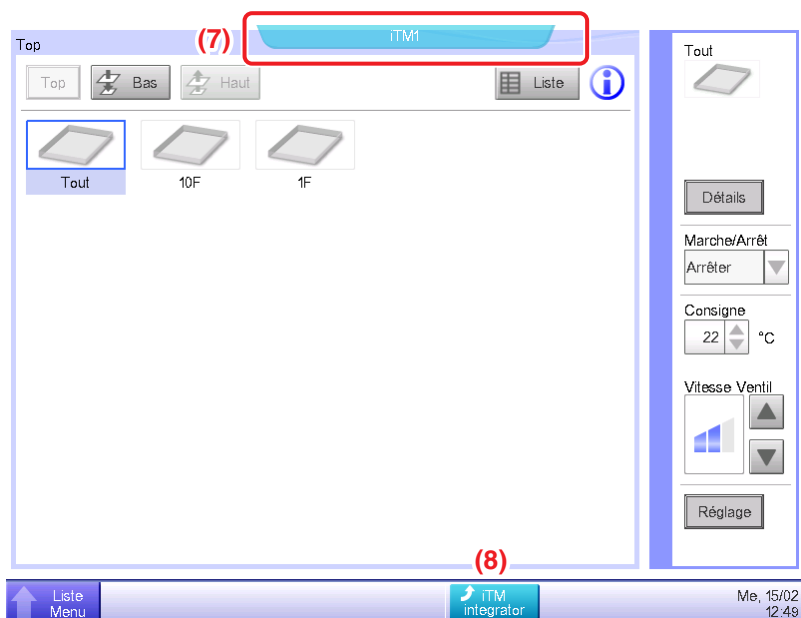 (7)
iTM1
Top
Top
Bas
Haut
Liste
Tout
10F
1F
Tout
Détails
Marche/Arrêt
Arrêter
Consigne
22 °C
Vitesse Ventil
Réglage
(8)
Liste
Menu
iTM
integrator
Me, 15/02
12:49